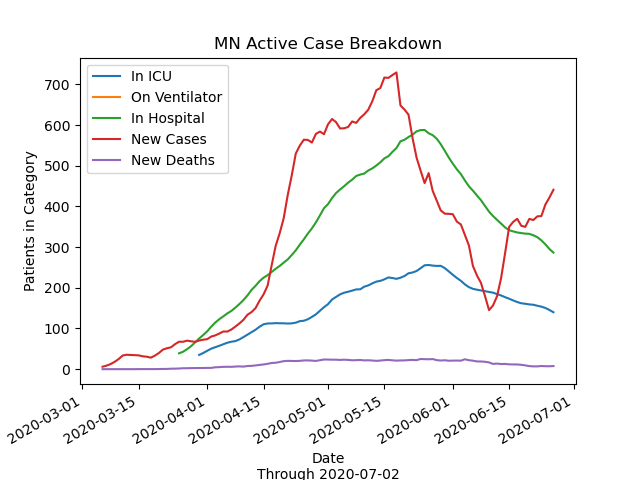 MN Active Case Breakdown
In ICU
On Ventilator
In Hospital
New Cases
New Deaths
Patients in Category
700
600
500
400
300
200
100
0
2020-03-01
2020-03-15
2020-04-01
2020-04-15
2020-05-01
2020-05-15
2020-06-01
2020-06-15
2020-07-01
Date
Through 2020-07-02